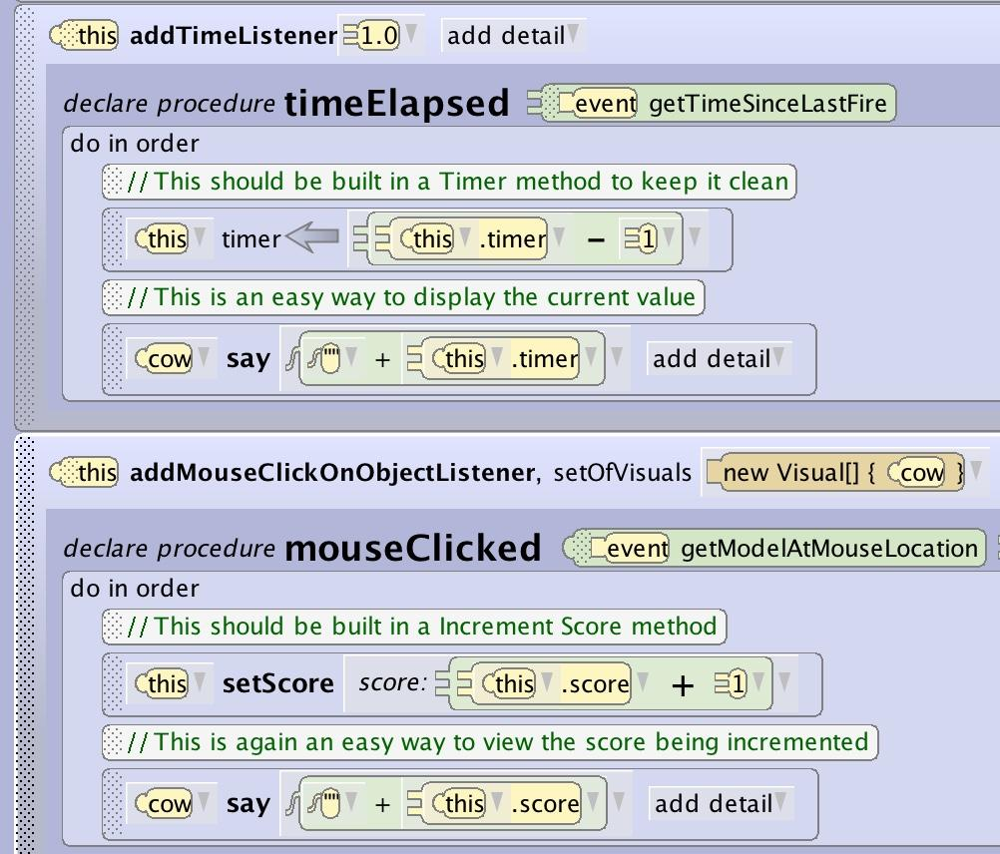 this addTimeListener 1.0 add detail
declare procedure timeElapsed event getTimeSinceLastFire
do in order
// This should be built in a Timer method to keep it clean
this timer this .timer - 1
// This is an easy way to display the current value
cow say "" + this .timer add detail
this addMouseClickOnObjectListener, setOfVisuals new Visual[] { cow }
declare procedure mouseClicked event getModelAtMouseLocation
do in order
// This should be built in a Increment Score method
this setScore score: this .score + 1
// This is again an easy way to view the score being incremented
cow say "" + this .score add detail